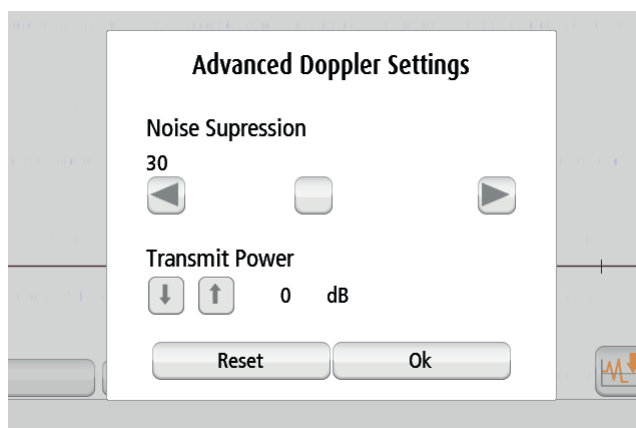 Advanced Doppler Settings
Noise Supression
30
Transmit Power
0 dB
Reset Ok